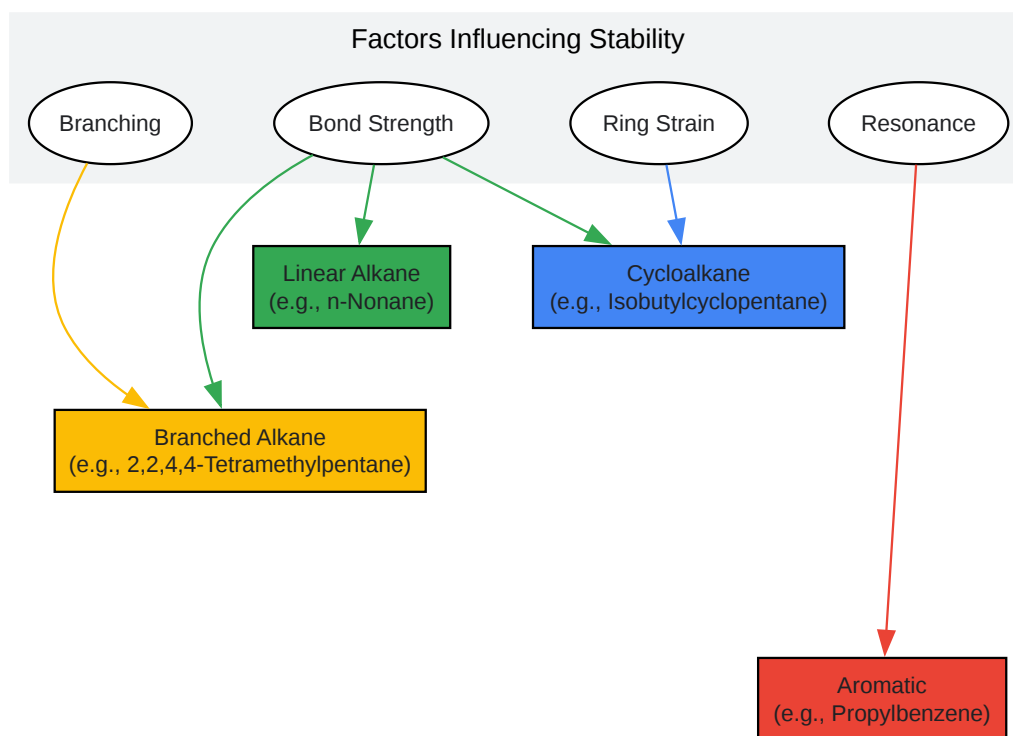 Factors Influencing Stability
Branching
Bond Strength
Ring Strain
Resonance
Linear Alkane
(e.g., n-Nonane)
Cycloalkane
(e.g., Isobutylcyclopentane)
Branched Alkane
(e.g., 2,2,4,4-Tetramethylpentane)
Aromatic
(e.g., Propylbenzene)